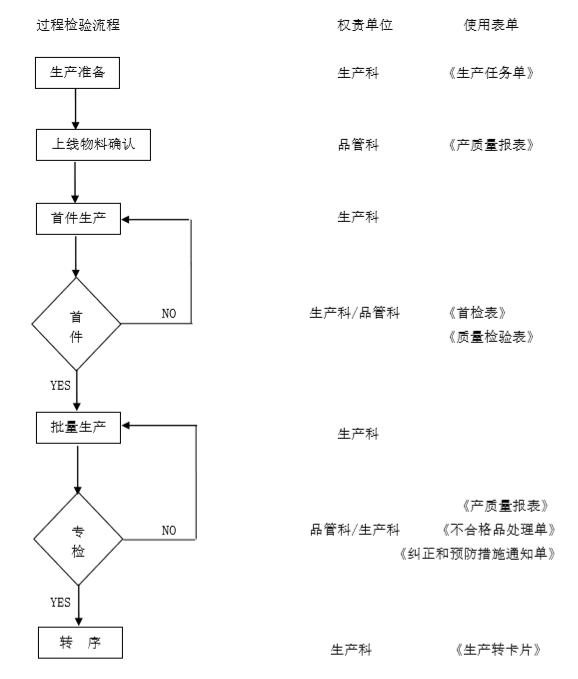 过程检验流程 权责单位 使用表单
生产准备 生产科 《生产任务单》
上线物料确认 品管科 《产质量报表》
首件生产 生产科
首件 NO 生产科/品管科 《首检表》
《质量检验表》
YES
批量生产 生产科
《产质量报表》
专检 NO 品管科/生产科 《不合格品处理单》
《纠正和预防措施通知单》
YES
转 序 生产科 《生产转卡片》